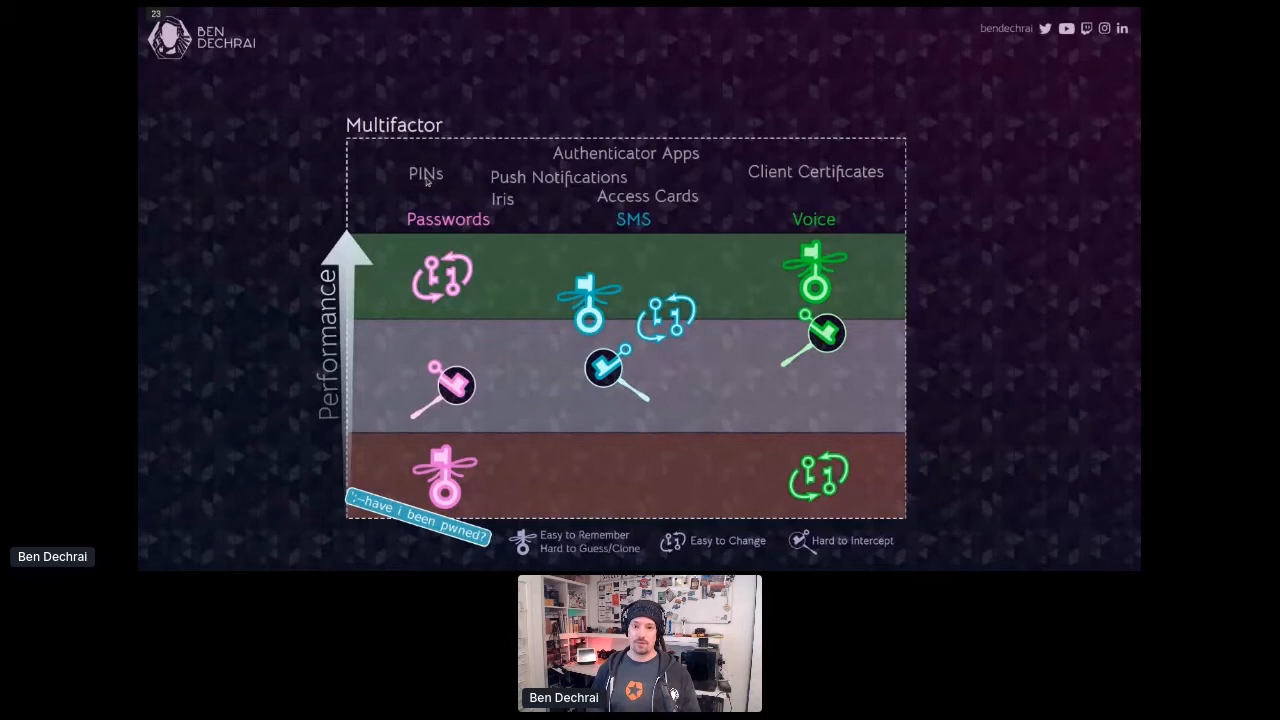 23
BEN
DECHRAI
bendechrai
Multifactor
Authenticator Apps
PINs
Push Notifications
Client Certificates
Iris
Access Cards
Passwords
SMS
Voice
Performance
';--have i been pwned?
Easy to Remember
Hard to Guess/Clone
Easy to Change
Hard to Intercept
Ben Dechrai
Ben Dechrai